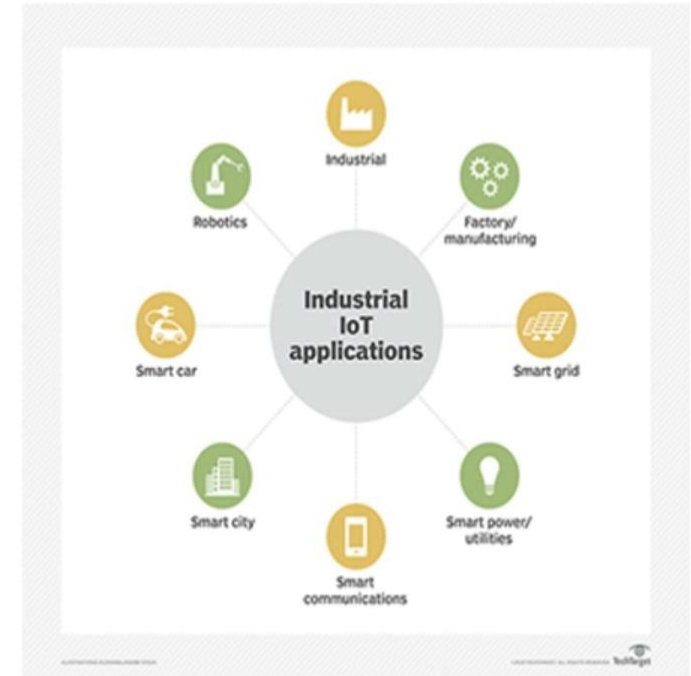 Industrial
Factory/
manufacturing
Smart grid
Smart power/
utilities
Smart
communications
Smart city
Smart car
Robotics
Industrial
IoT
applications
TechTarget